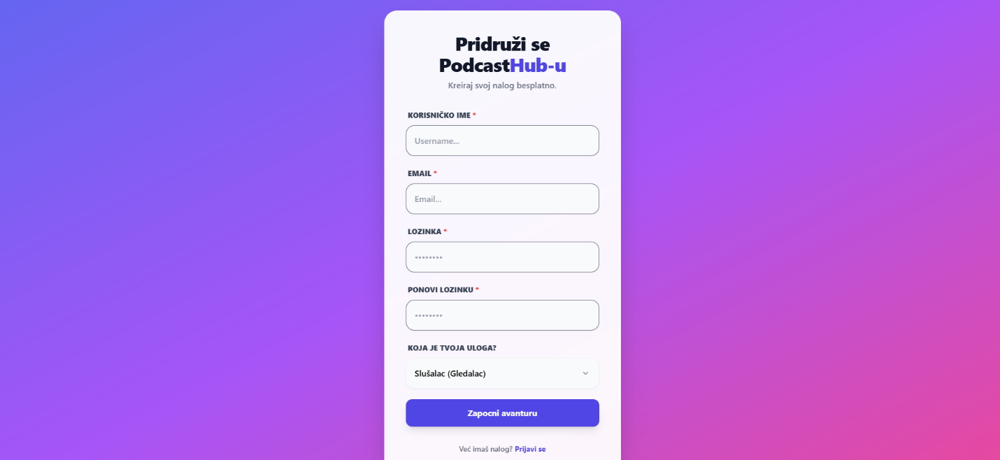 Pridruži se
PodcastHub-u
Kreiraj svoj nalog besplatno.
KORISNIČKO IME *
Username...
EMAIL *
Email...
LOZINKA *
••••••••
PONOVI LOZINKU *
••••••••
KOJA JE TVOJA ULOGA?
Slušalac (Gledalac)
Zapocni avanturu
Već imaš nalog? Prijavi se